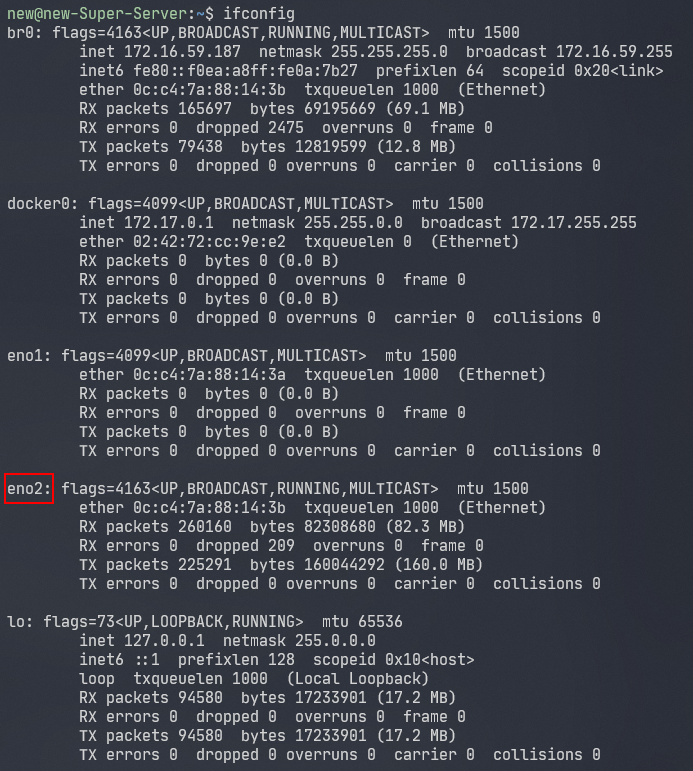 new@new-Super-Server:~$ ifconfig
br0: flags=4163<UP,BROADCAST,RUNNING,MULTICAST>  mtu 1500
        inet 172.16.59.187  netmask 255.255.255.0  broadcast 172.16.59.255
        inet6 fe80::f0ea:a8ff:fe0a:7b27  prefixlen 64  scopeid 0x20<link>
        ether 0c:c4:7a:88:14:3b  txqueuelen 1000  (Ethernet)
        RX packets 165697  bytes 69195669 (69.1 MB)
        RX errors 0  dropped 2475  overruns 0  frame 0
        TX packets 79438  bytes 12819599 (12.8 MB)
        TX errors 0  dropped 0 overruns 0  carrier 0  collisions 0

docker0: flags=4099<UP,BROADCAST,MULTICAST>  mtu 1500
        inet 172.17.0.1  netmask 255.255.0.0  broadcast 172.17.255.255
        ether 02:42:72:cc:9e:e2  txqueuelen 0  (Ethernet)
        RX packets 0  bytes 0 (0.0 B)
        RX errors 0  dropped 0  overruns 0  frame 0
        TX packets 0  bytes 0 (0.0 B)
        TX errors 0  dropped 0 overruns 0  carrier 0  collisions 0

eno1: flags=4099<UP,BROADCAST,MULTICAST>  mtu 1500
        ether 0c:c4:7a:88:14:3a  txqueuelen 1000  (Ethernet)
        RX packets 0  bytes 0 (0.0 B)
        RX errors 0  dropped 0  overruns 0  frame 0
        TX packets 0  bytes 0 (0.0 B)
        TX errors 0  dropped 0 overruns 0  carrier 0  collisions 0

eno2: flags=4163<UP,BROADCAST,RUNNING,MULTICAST>  mtu 1500
        ether 0c:c4:7a:88:14:3b  txqueuelen 1000  (Ethernet)
        RX packets 260160  bytes 82308680 (82.3 MB)
        RX errors 0  dropped 209  overruns 0  frame 0
        TX packets 225291  bytes 160044292 (160.0 MB)
        TX errors 0  dropped 0 overruns 0  carrier 0  collisions 0

lo: flags=73<UP,LOOPBACK,RUNNING>  mtu 65536
        inet 127.0.0.1  netmask 255.0.0.0
        inet6 ::1  prefixlen 128  scopeid 0x10<host>
        loop  txqueuelen 1000  (Local Loopback)
        RX packets 94580  bytes 17233901 (17.2 MB)
        RX errors 0  dropped 0  overruns 0  frame 0
        TX packets 94580  bytes 17233901 (17.2 MB)
        TX errors 0  dropped 0 overruns 0  carrier 0  collisions 0